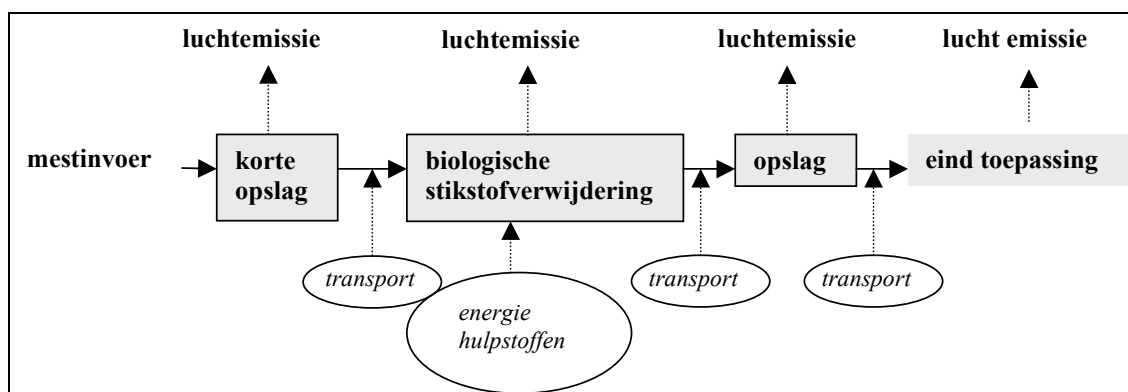 luchtemissie
luchtemissie
luchtemissie
lucht emissie
mestinvoer
korte
opslag
biologische
stikstofverwijdering
opslag
eind toepassing
transport
energie
hulpstoffen
transport
transport